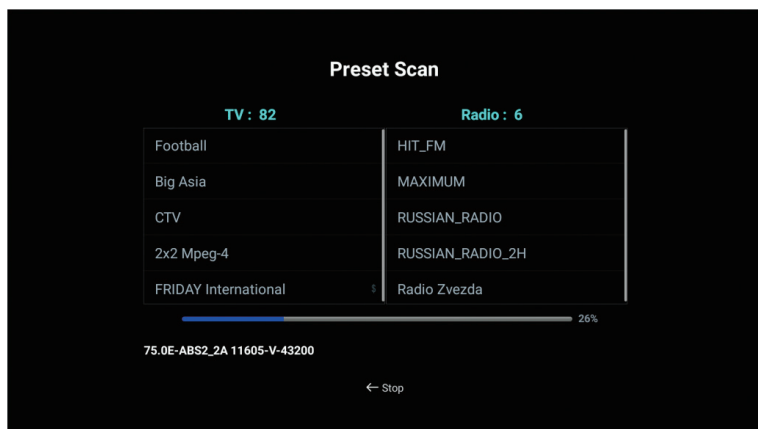 Preset Scan
TV : 82
Radio : 6
Football
HIT_FM
Big Asia
MAXIMUM
CTV
RUSSIAN_RADIO
2x2 Mpeg-4
RUSSIAN_RADIO_2H
FRIDAY International $
Radio Zvezda
26%
75.0E-ABS2_2A 11605-V-43200
← Stop